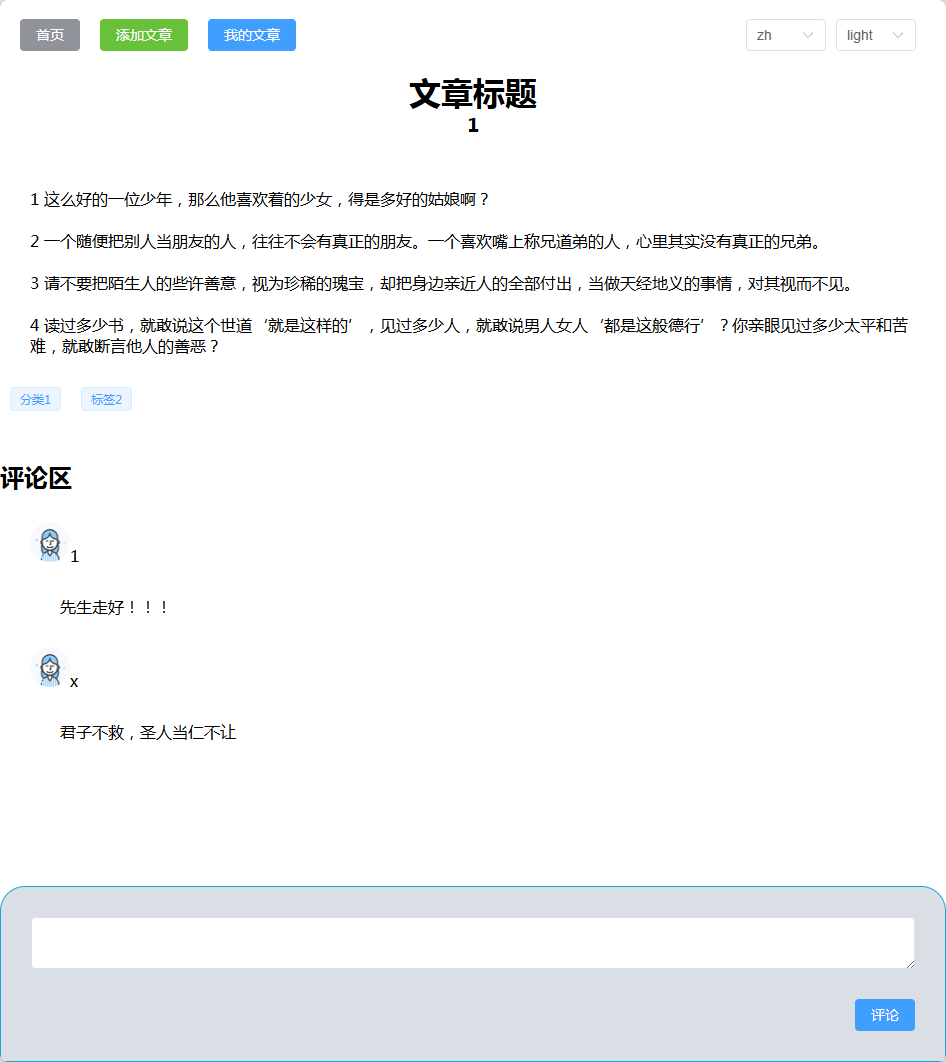 首页 添加文章 我的文章 zh light
文章标题
1
1 这么好的一位少年，那么他喜欢着的少女，得是多好的姑娘啊？
2 一个随便把别人当朋友的人，往往不会有真正的朋友。一个喜欢嘴上称兄道弟的人，心里其实没有真正的兄弟。
3 请不要把陌生人的些许善意，视为珍稀的瑰宝，却把身边亲近人的全部付出，当做天经地义的事情，对其视而不见。
4 读过多少书，就敢说这个世道‘就是这样的’，见过多少人，就敢说男人女人‘都是这般德行’？你亲眼见过多少太平和苦
难，就敢断言他人的善恶？
分类1 标签2
评论区
1
先生走好！！！
x
君子不救，圣人当仁不让
评论